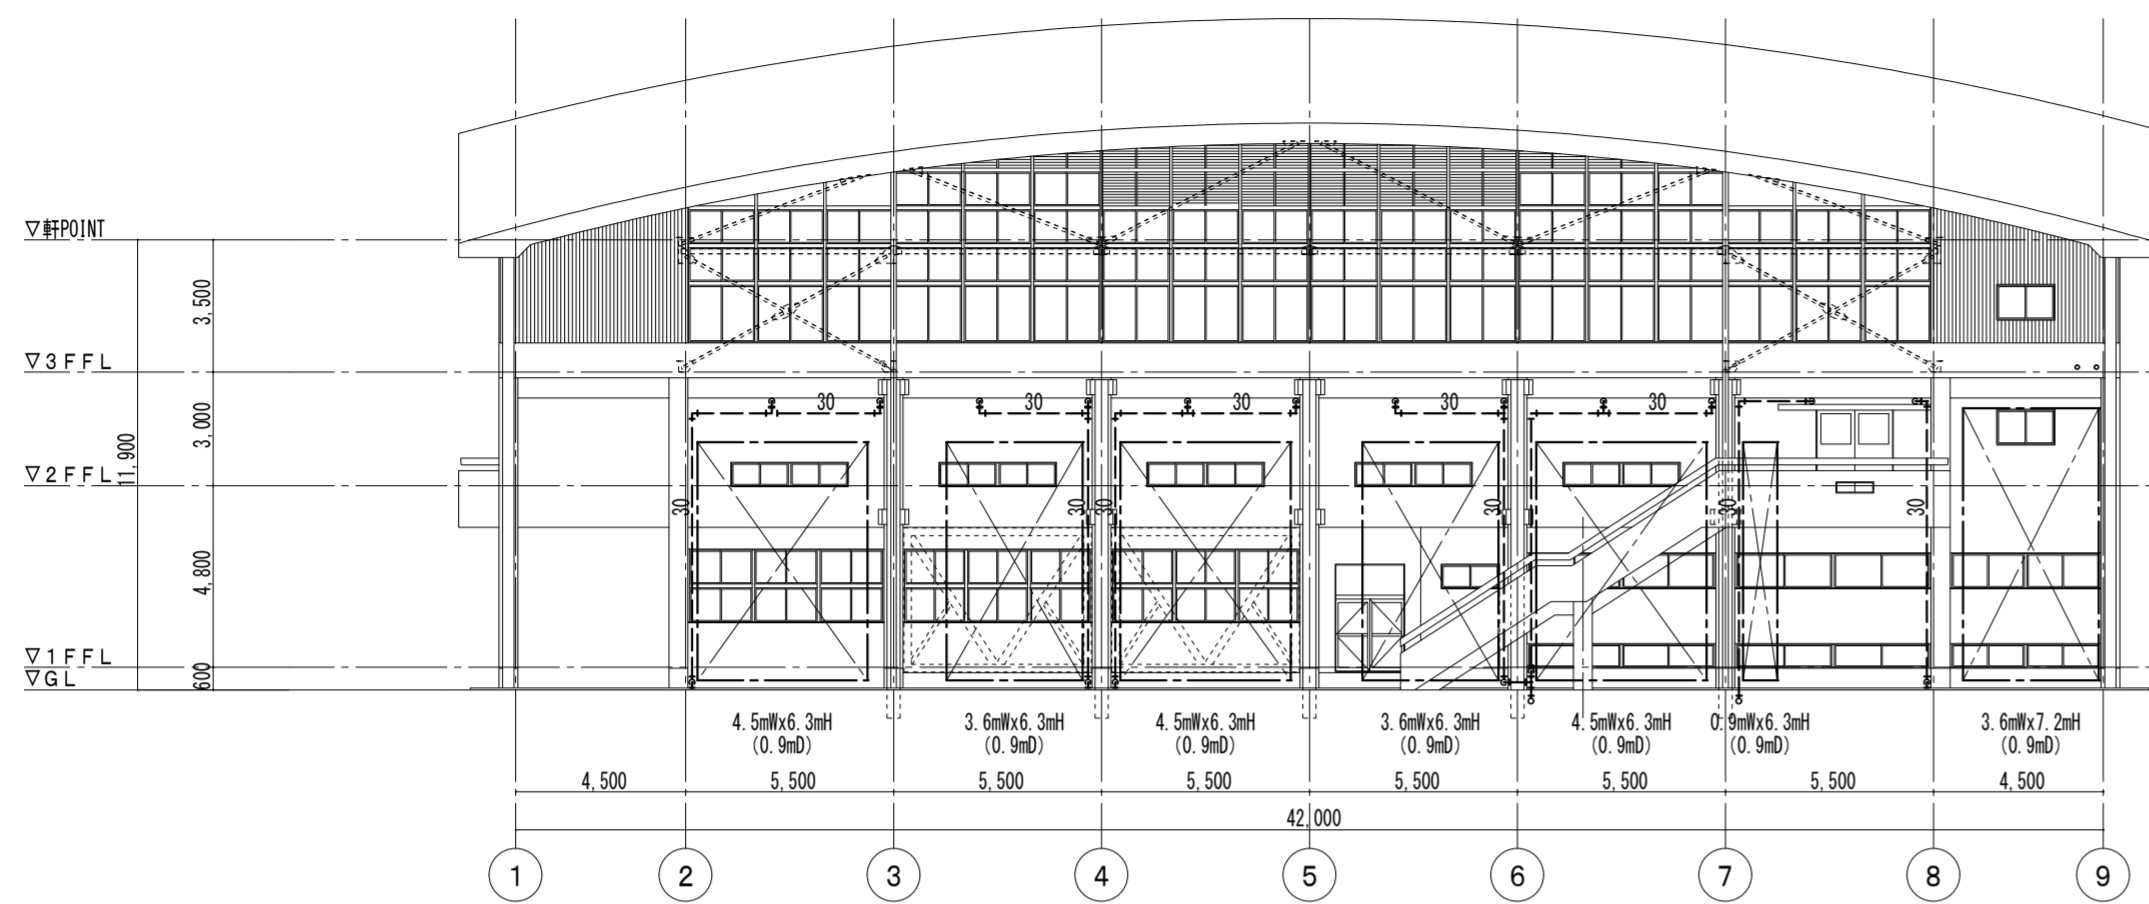 ▽軒POINT
3,500
▽3FFL
3,000
11,900
▽2FFL
4,800
▽1FFL
600
▽GL
30
30
30
30
30
30
30
30
30
30
30
4.5mWx6.3mH
(0.9mD)
3.6mWx6.3mH
(0.9mD)
4.5mWx6.3mH
(0.9mD)
3.6mWx6.3mH
(0.9mD)
4.5mWx6.3mH
(0.9mD)
0.9mWx6.3mH
(0.9mD)
3.6mWx7.2mH
(0.9mD)
4,500
5,500
5,500
5,500
5,500
5,500
5,500
4,500
42,000
1
2
3
4
5
6
7
8
9